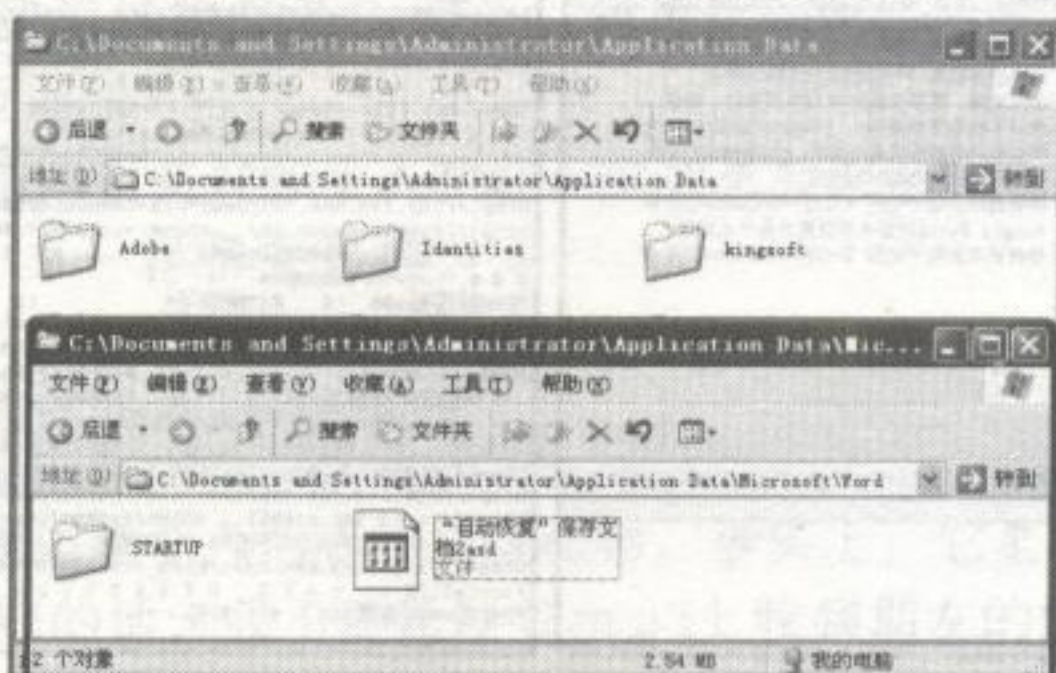 C:\Documents and Settings\Administrator\Application Data
文件(F) 编辑(E) 查看(V) 收藏(A) 工具(T) 帮助(H)
后退 搜索 文件夹
地址(D) C:\Documents and Settings\Administrator\Application Data 转到
Adobe Identities kingsoft
C:\Documents and Settings\Administrator\Application Data\Mic...
文件(F) 编辑(E) 查看(V) 收藏(A) 工具(T) 帮助(H)
后退 搜索 文件夹
地址(D) C:\Documents and Settings\Administrator\Application Data\Microsoft\Word 转到
STARTUP
“自动恢复”保存文
档2asd
文件
2 个对象 2.54 MB 我的电脑